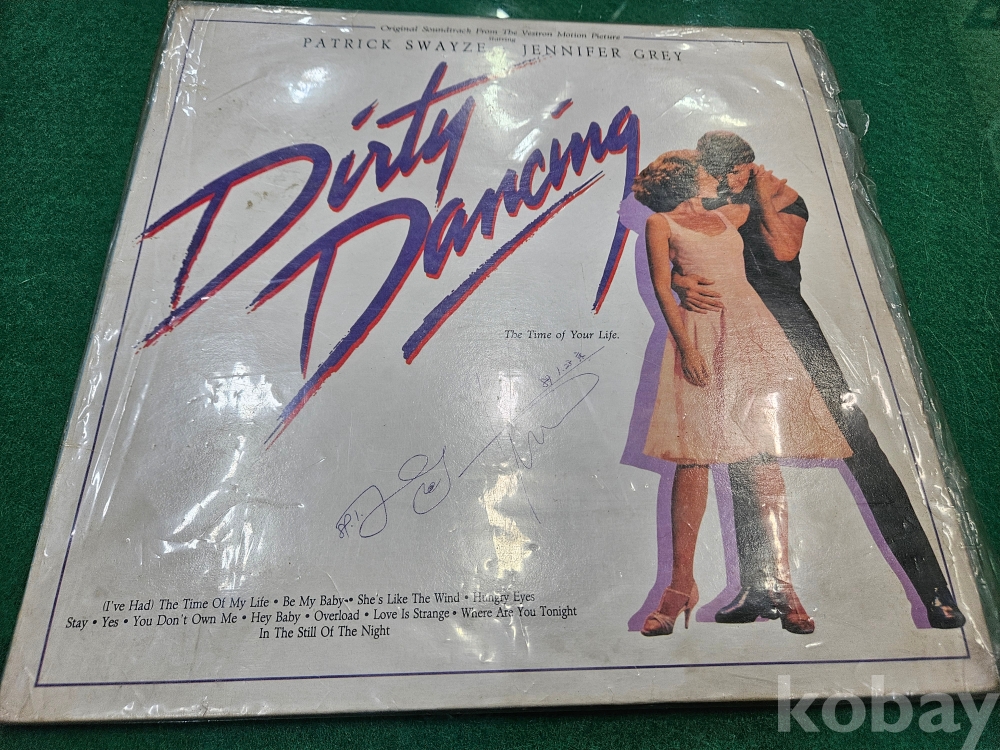 Original Soundtrack From The Vestron Motion Picture
starring
PATRICK SWAYZE JENNIFER GREY
Dirty
Dancing
The Time of Your Life.
(I've Had) The Time Of My Life • Be My Baby • She's Like The Wind • Hungry Eyes
Stay • Yes • You Don't Own Me • Hey Baby • Overload • Love Is Strange • Where Are You Tonight
In The Still Of The Night
kobay